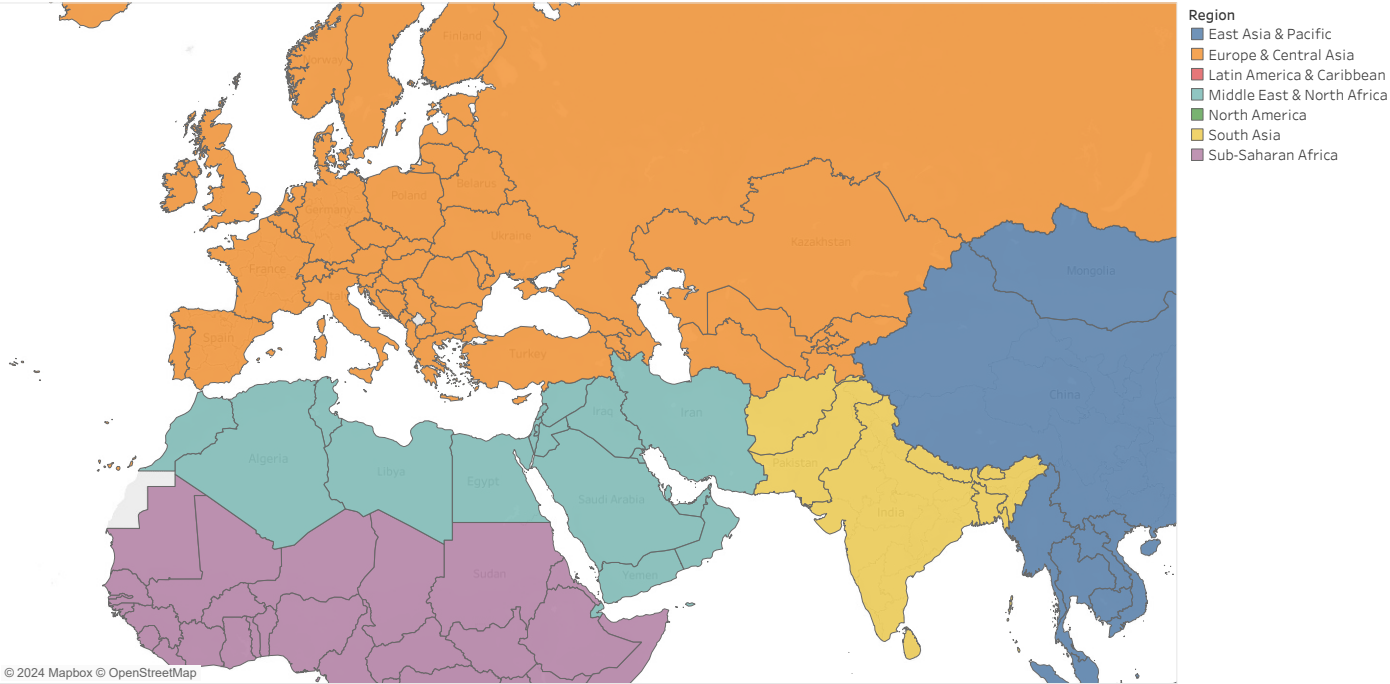 Region
East Asia & Pacific
Europe & Central Asia
Latin America & Caribbean
Middle East & North Africa
North America
South Asia
Sub-Saharan Africa
Finland
Norway
Poland
Belarus
Germany
Ukraine
Kazakhstan
France
Mongolia
Spain
Turkey
China
Iraq
Iran
Algeria
Libya
Egypt
Pakistan
Saudi Arabia
India
Sudan
Yemen
© 2024 Mapbox © OpenStreetMap